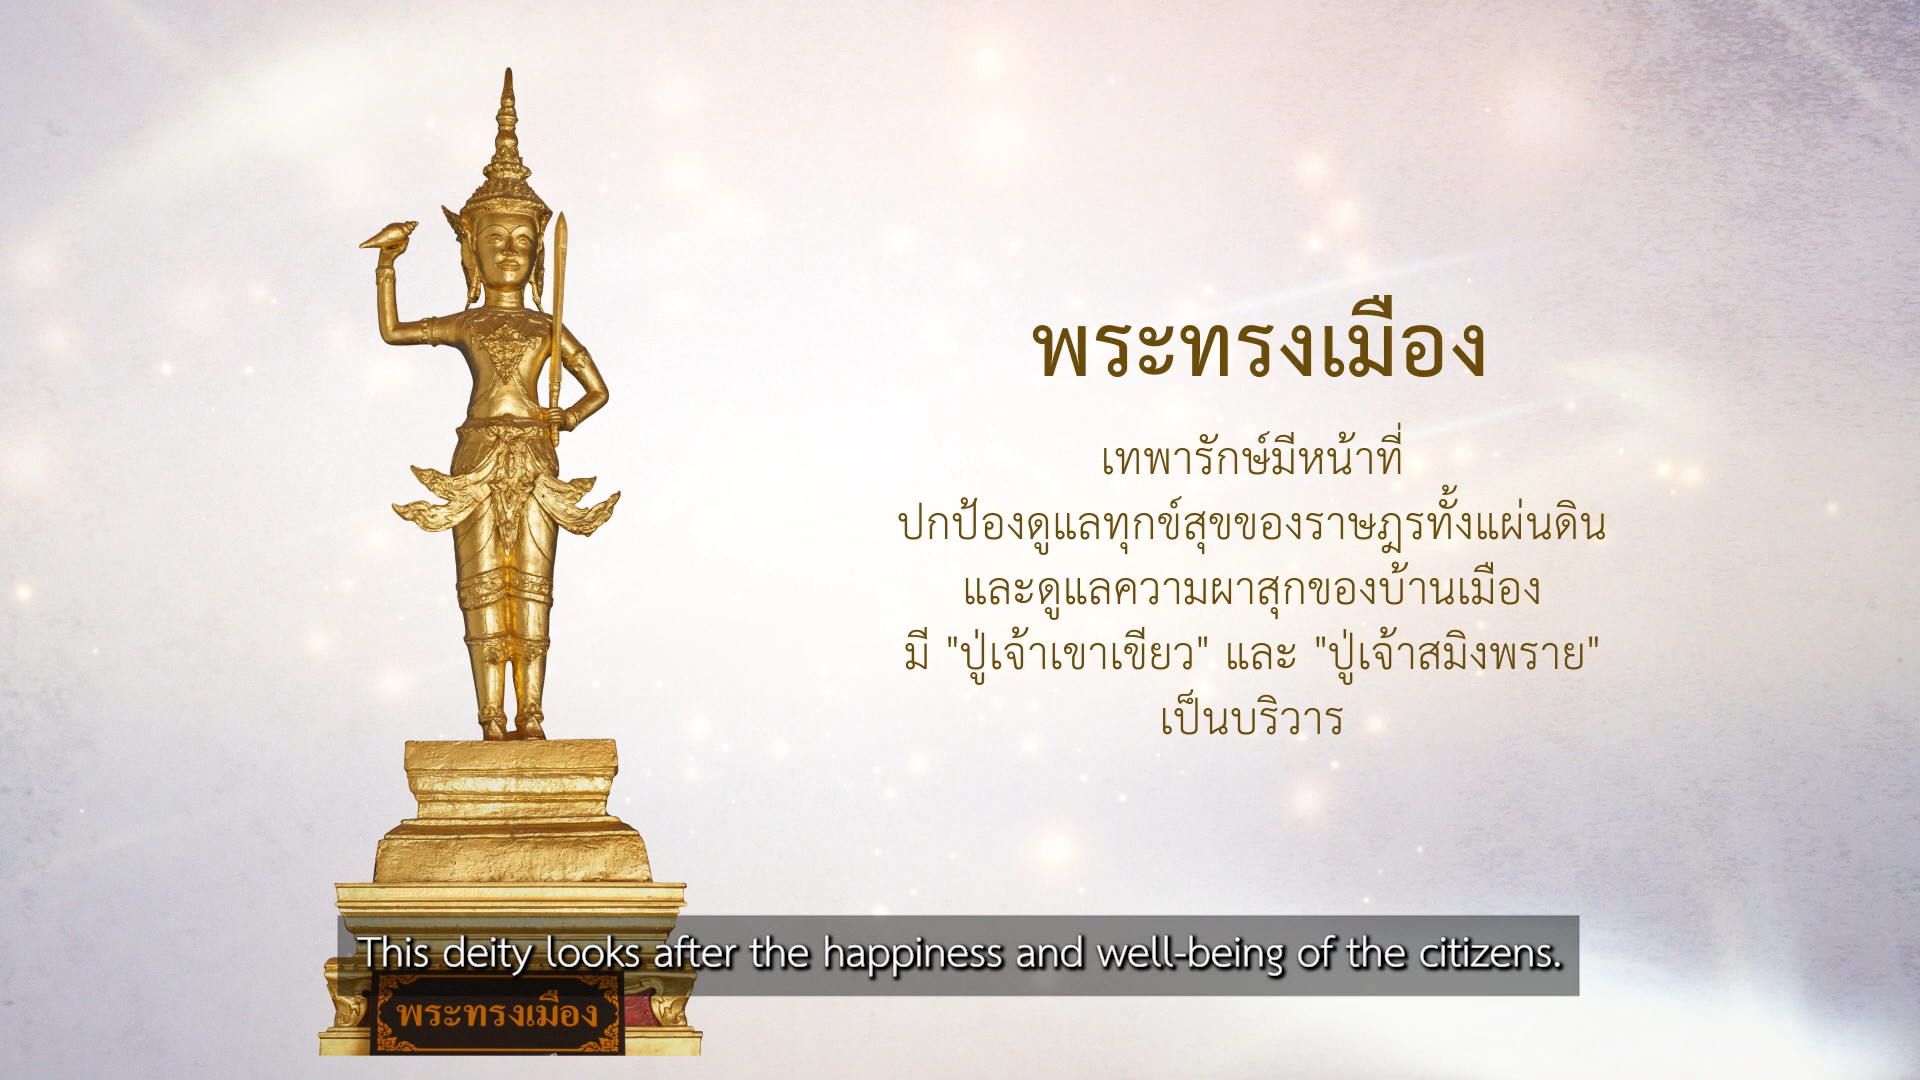 พระทรงเมือง
เทพารักษ์มีหน้าที่
ปกป้องดูแลทุกข์สุขของราษฎรทั้งแผ่นดิน
และดูแลความผาสุกของบ้านเมือง
มี "ปู่เจ้าเขาเขียว" และ "ปู่เจ้าสมิงพราย"
เป็นบริวาร
This deity looks after the happiness and well-being of the citizens.
พระทรงเมือง